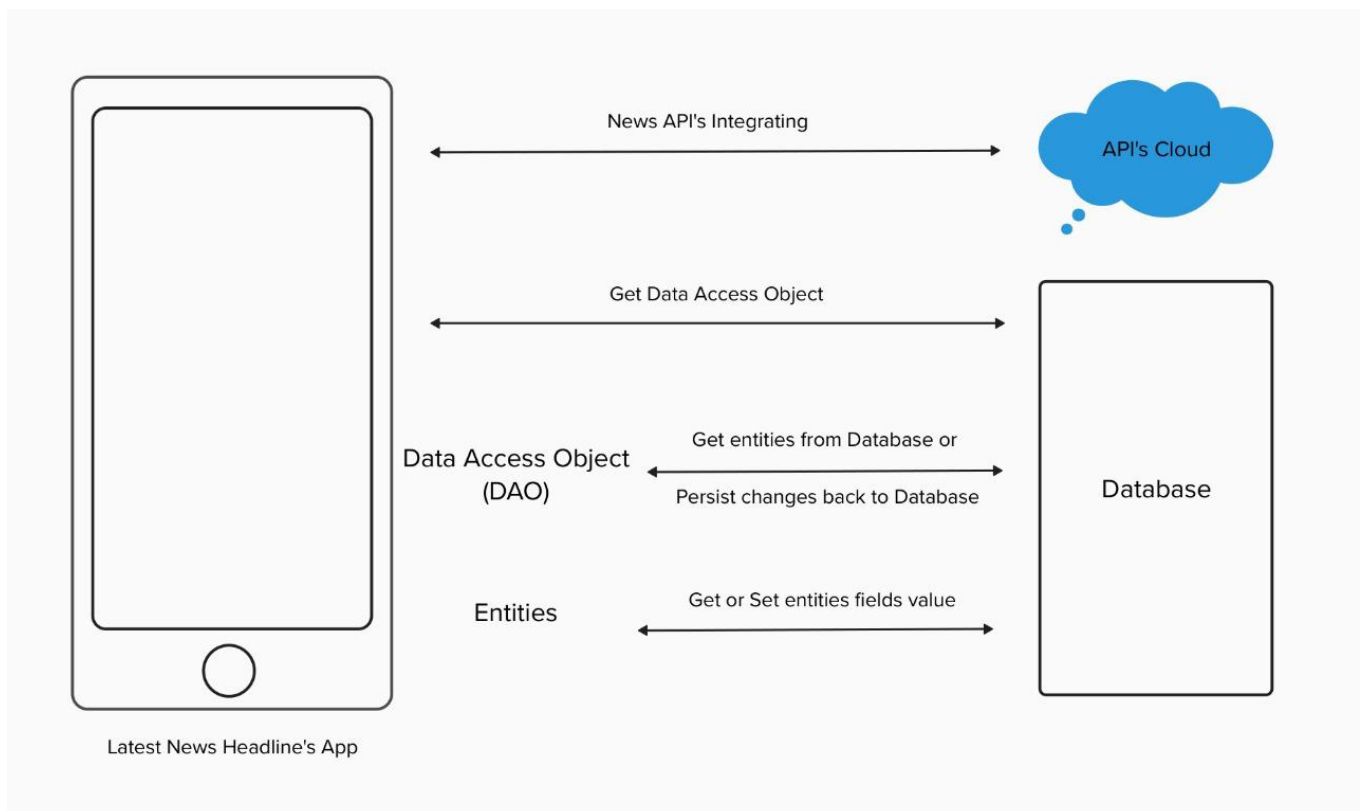 News API's Integrating
API's Cloud
Get Data Access Object
Data Access Object
(DAO)
Get entities from Database or
Persist changes back to Database
Database
Entities
Get or Set entities fields value
Latest News Headline's App